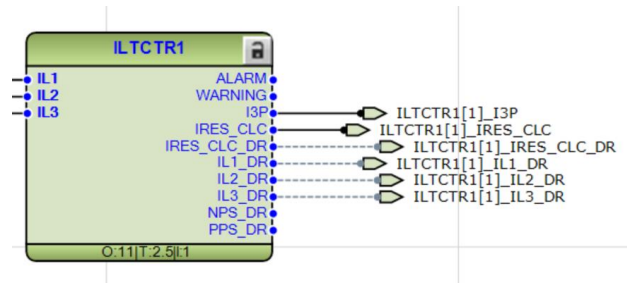 ILTCTR1
IL1 ALARM
IL2 WARNING
IL3 I3P ILTCTR1[1]_I3P
IRES_CLC ILTCTR1[1]_IRES_CLC
IRES_CLC_DR ILTCTR1[1]_IRES_CLC_DR
IL1_DR ILTCTR1[1]_IL1_DR
IL2_DR ILTCTR1[1]_IL2_DR
IL3_DR ILTCTR1[1]_IL3_DR
NPS_DR
PPS_DR
O:11|T:2.5|I:1